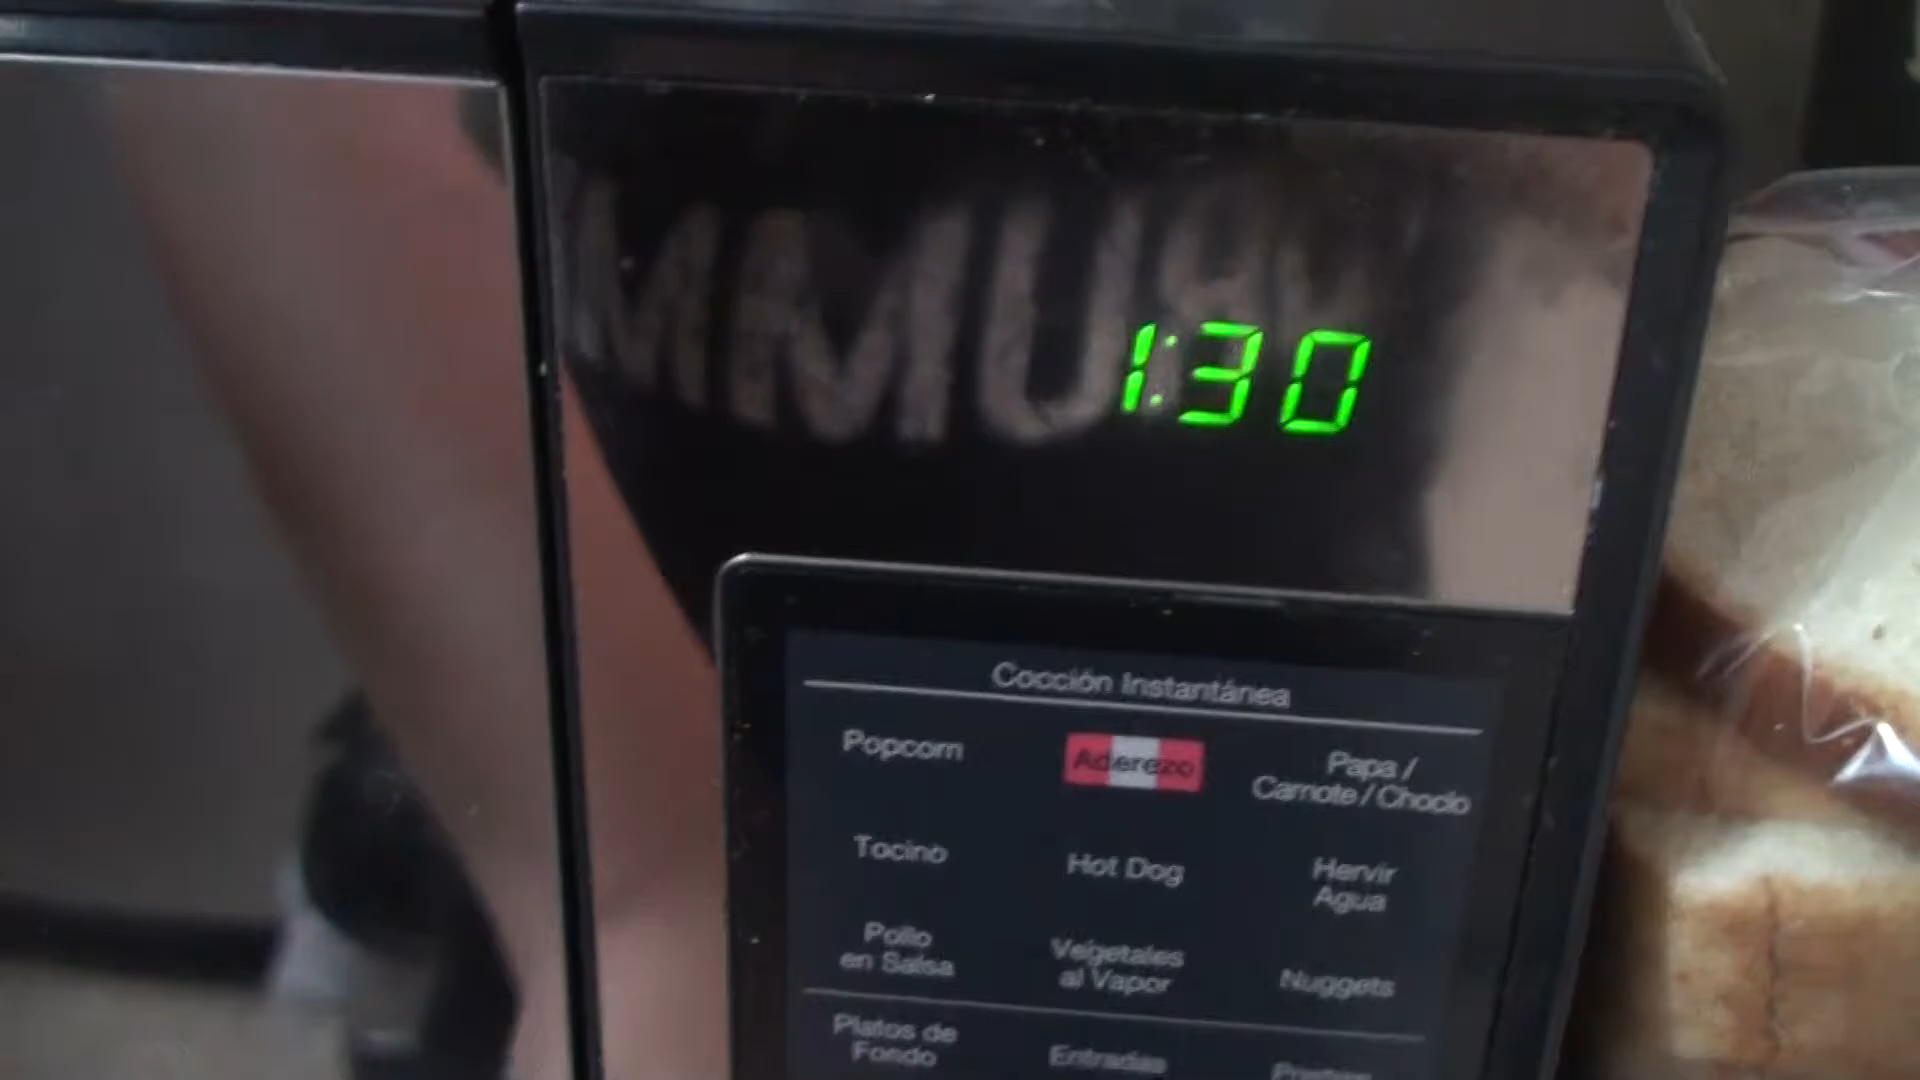 1:30
Cocción Instantánea
Popcorn
Aderezo
Papa /
Camote / Choclo
Tocino
Hot Dog
Hervir
Agua
Pollo
en Salsa
Vegetales
al Vapor
Nuggets
Platos de
Fondo
Entradas